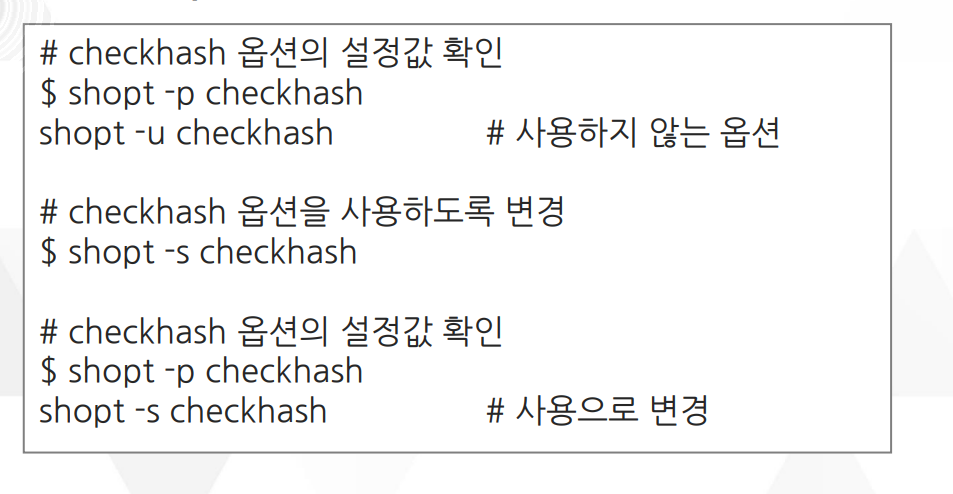 # checkhash 옵션의 설정값 확인
$ shopt -p checkhash
shopt -u checkhash # 사용하지 않는 옵션
# checkhash 옵션을 사용하도록 변경
$ shopt -s checkhash
# checkhash 옵션의 설정값 확인
$ shopt -p checkhash
shopt -s checkhash # 사용으로 변경